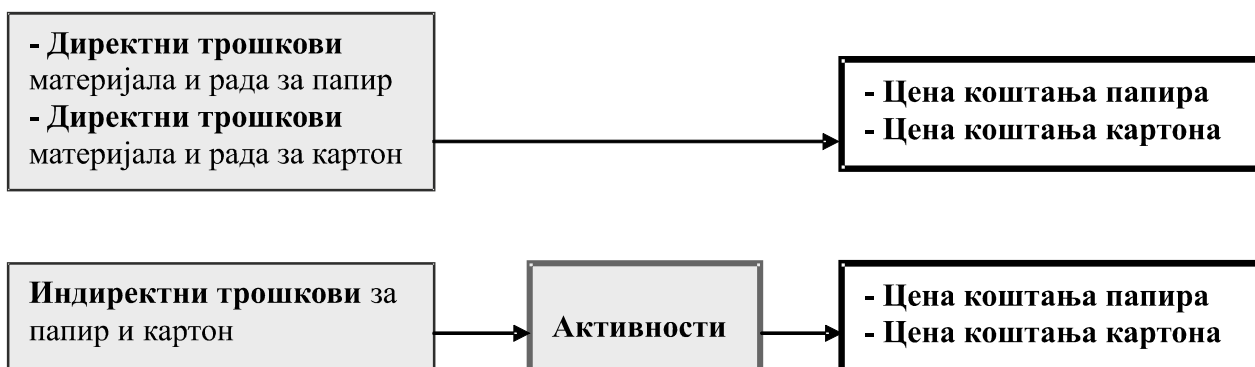 - Директни трошкови
материјала и рада за папир
- Директни трошкови
материјала и рада за картон
- Цена коштања папира
- Цена коштања картона
Индиректни трошкови за
папир и картон
Активности
- Цена коштања папира
- Цена коштања картона